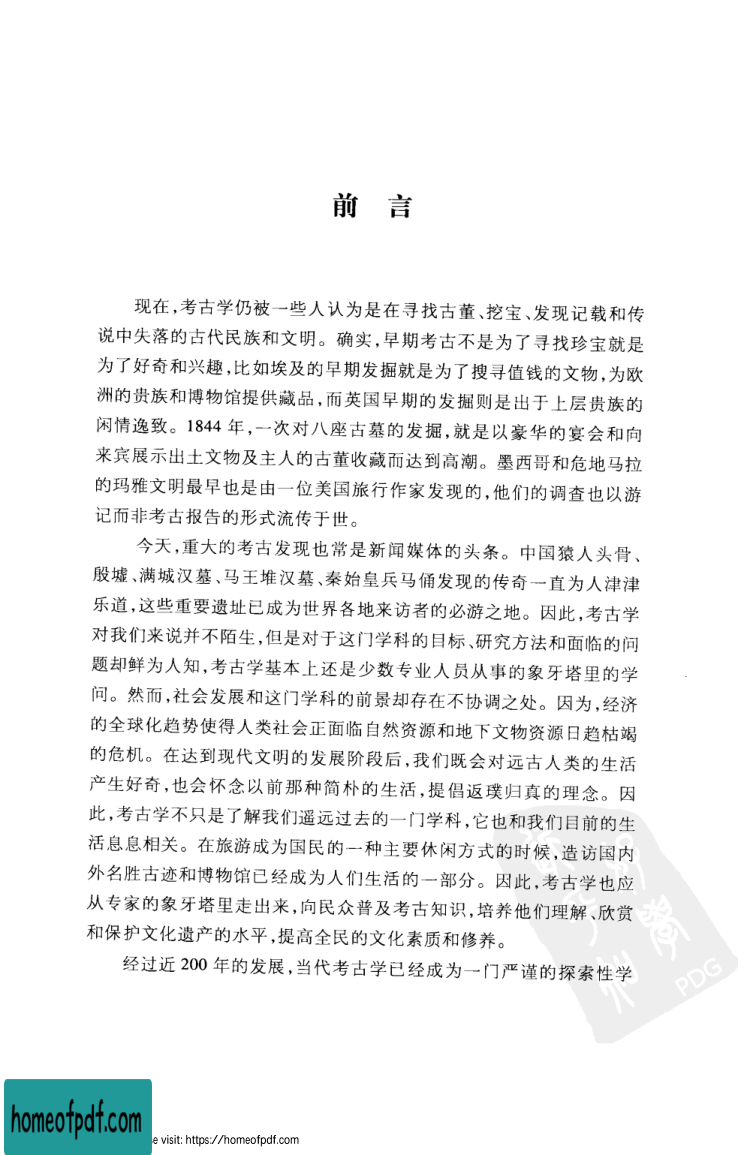 前 言
现在,考古学仍被一些人认为是在寻找古董、挖宝、发现记载和传
说中失落的古代民族和文明。确实,早期考古不是为了寻找珍宝就是
为了好奇和兴趣,比如埃及的早期发掘就是为了搜寻值钱的文物,为欧
洲的贵族和博物馆提供藏品,而英国早期的发掘则是出于上层贵族的
闲情逸致。1844 年,一次对八座古墓的发掘,就是以豪华的宴会和向
来宾展示出土文物及主人的古董收藏而达到高潮。墨西哥和危地马拉
的玛雅文明最早也是由一位美国旅行作家发现的,他们的调查也以游
记而非考古报告的形式流传于世。
今天,重大的考古发现也常是新闻媒体的头条。中国猿人头骨、
殷墟、满城汉墓、马王堆汉墓、秦始皇兵马俑发现的传奇一直为人津津
乐道,这些重要遗址已成为世界各地来访者的必游之地。因此,考古学
对我们来说并不陌生,但是对于这门学科的目标、研究方法和面临的问
题却鲜为人知,考古学基本上还是少数专业人员从事的象牙塔里的学
问。然而,社会发展和这门学科的前景却存在不协调之处。因为,经济
的全球化趋势使得人类社会正面临自然资源和地下文物资源日趋枯竭
的危机。在达到现代文明的发展阶段后,我们既会对远古人类的生活
产生好奇,也会怀念以前那种简朴的生活,提倡返璞归真的理念。因
此,考古学不只是了解我们遥远过去的一门学科,它也和我们目前的生
活息息相关。在旅游成为国民的一种主要休闲方式的时候,造访国内
外名胜古迹和博物馆已经成为人们生活的一部分。因此,考古学也应
从专家的象牙塔里走出来,向民众普及考古知识,培养他们理解、欣赏
和保护文化遗产的水平,提高全民的文化素质和修养。
经过近 200 年的发展,当代考古学已经成为一门严谨的探索性学
PDG
homeofpdf.com
visit: https://homeofpdf.com